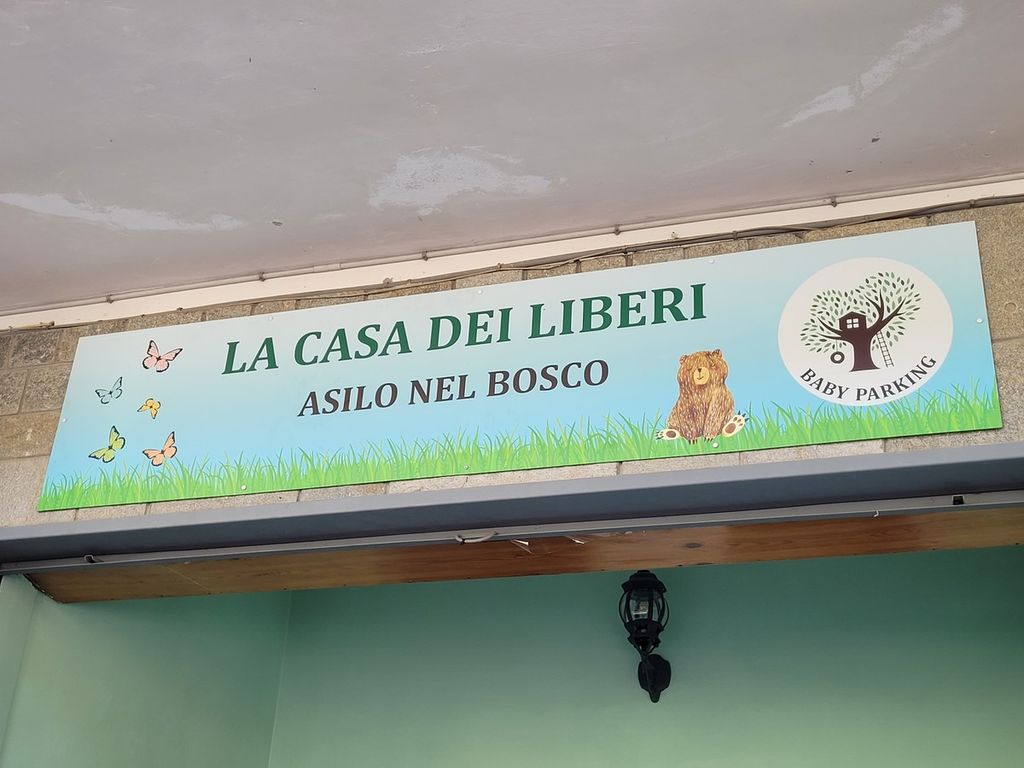 LA CASA DEI LIBERI
ASILO NEL BOSCO
BABY PARKING